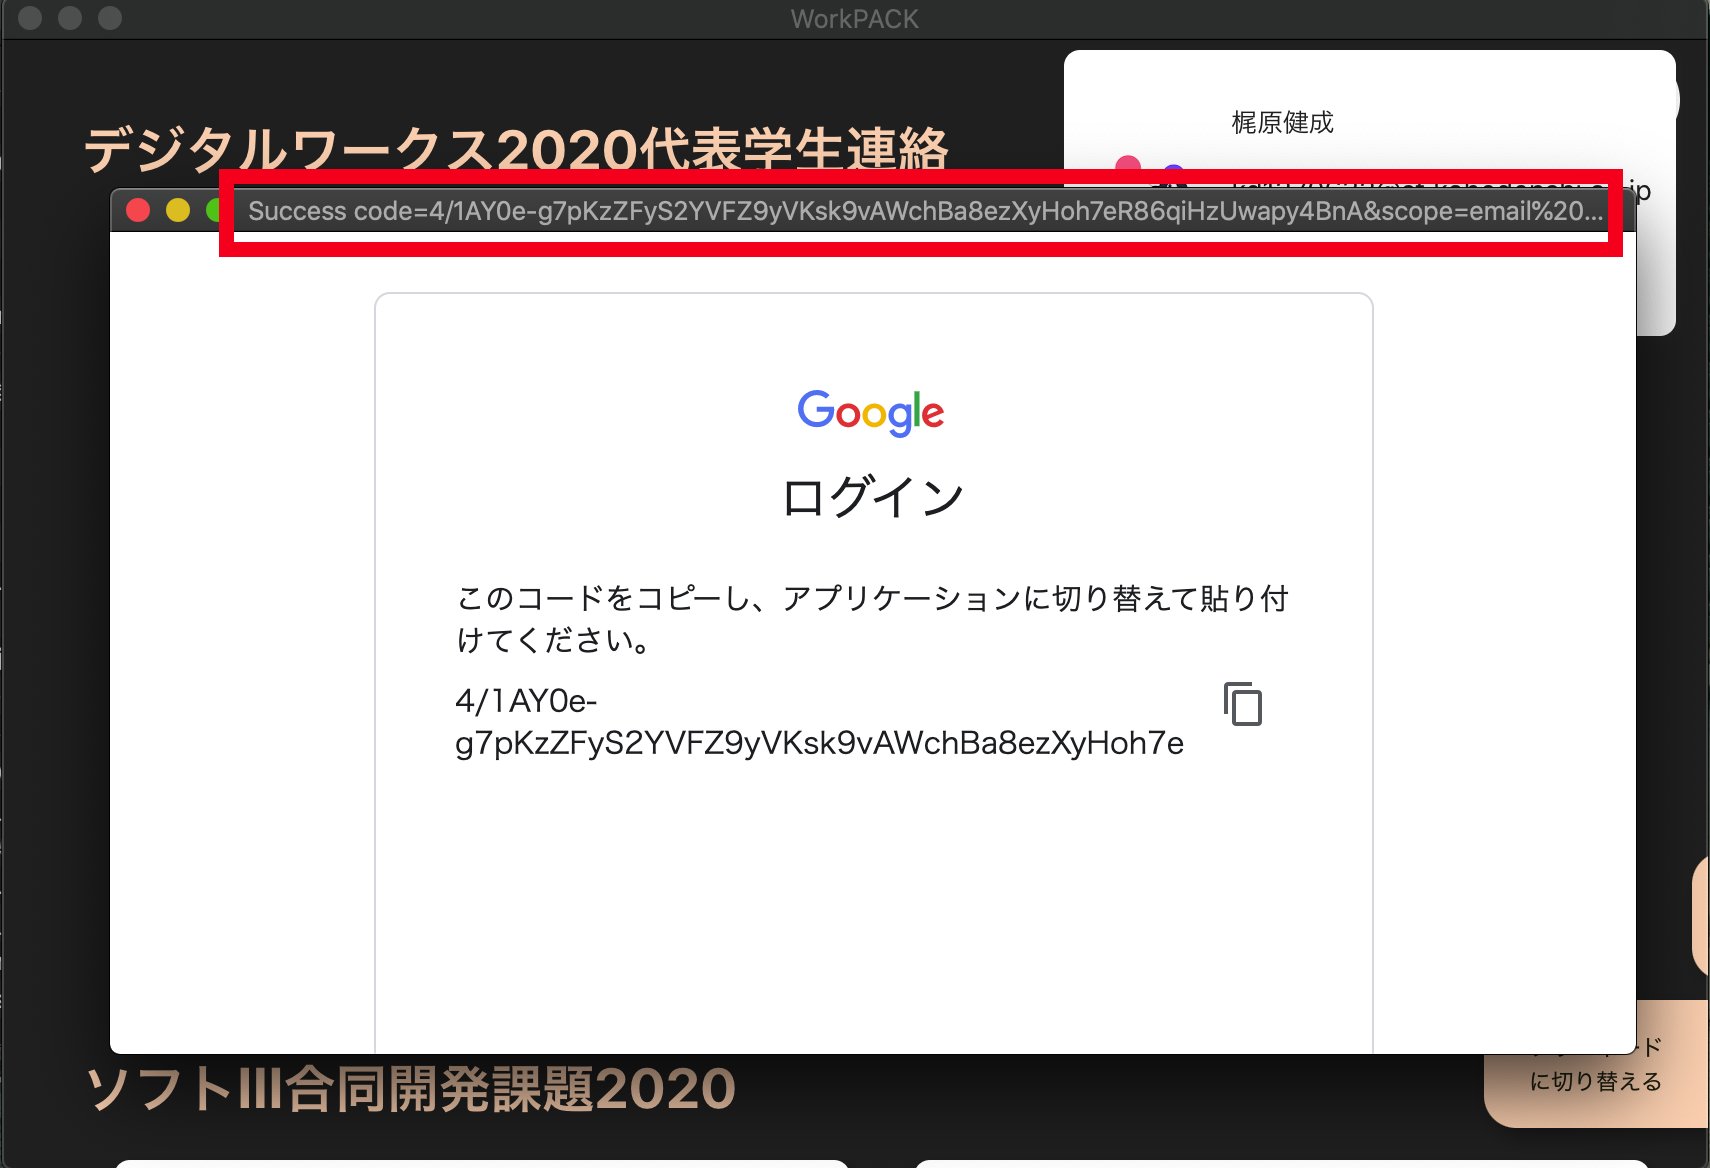 WorkPACK
デジタルワークス2020代表学生連絡
梶原健成
Success code=4/1AY0e-g7pKzZFyS2YVFZ9yVKsk9vAWchBa8ezXyHoh7eR86qiHzUwapy4BnA&scope=email%20...
Google
ログイン
このコードをコピーし、アプリケーションに切り替えて貼り付
けてください。
4/1AY0e-
g7pKzZFyS2YVFZ9yVKsk9vAWchBa8ezXyHoh7e
ソフトIII合同開発課題2020
に切り替える